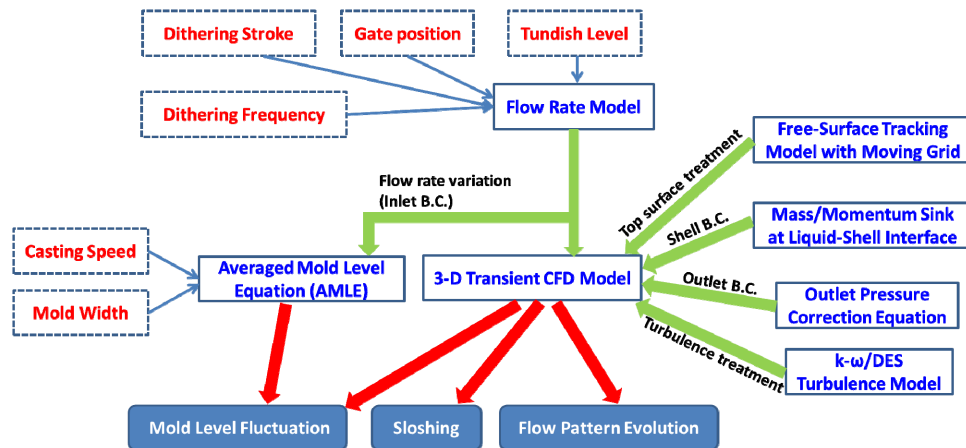 Dithering Stroke
Gate position
Tundish Level
Dithering Frequency
Flow Rate Model
Free-Surface Tracking
Model with Moving Grid
Flow rate variation
(Inlet B.C.)
Top surface treatment
Shell B.C.
Mass/Momentum Sink
at Liquid-Shell Interface
Casting Speed
Mold Width
Averaged Mold Level
Equation (AMLE)
3-D Transient CFD Model
Outlet B.C.
Outlet Pressure
Correction Equation
Turbulence treatment
k-ω/DES
Turbulence Model
Mold Level Fluctuation
Sloshing
Flow Pattern Evolution